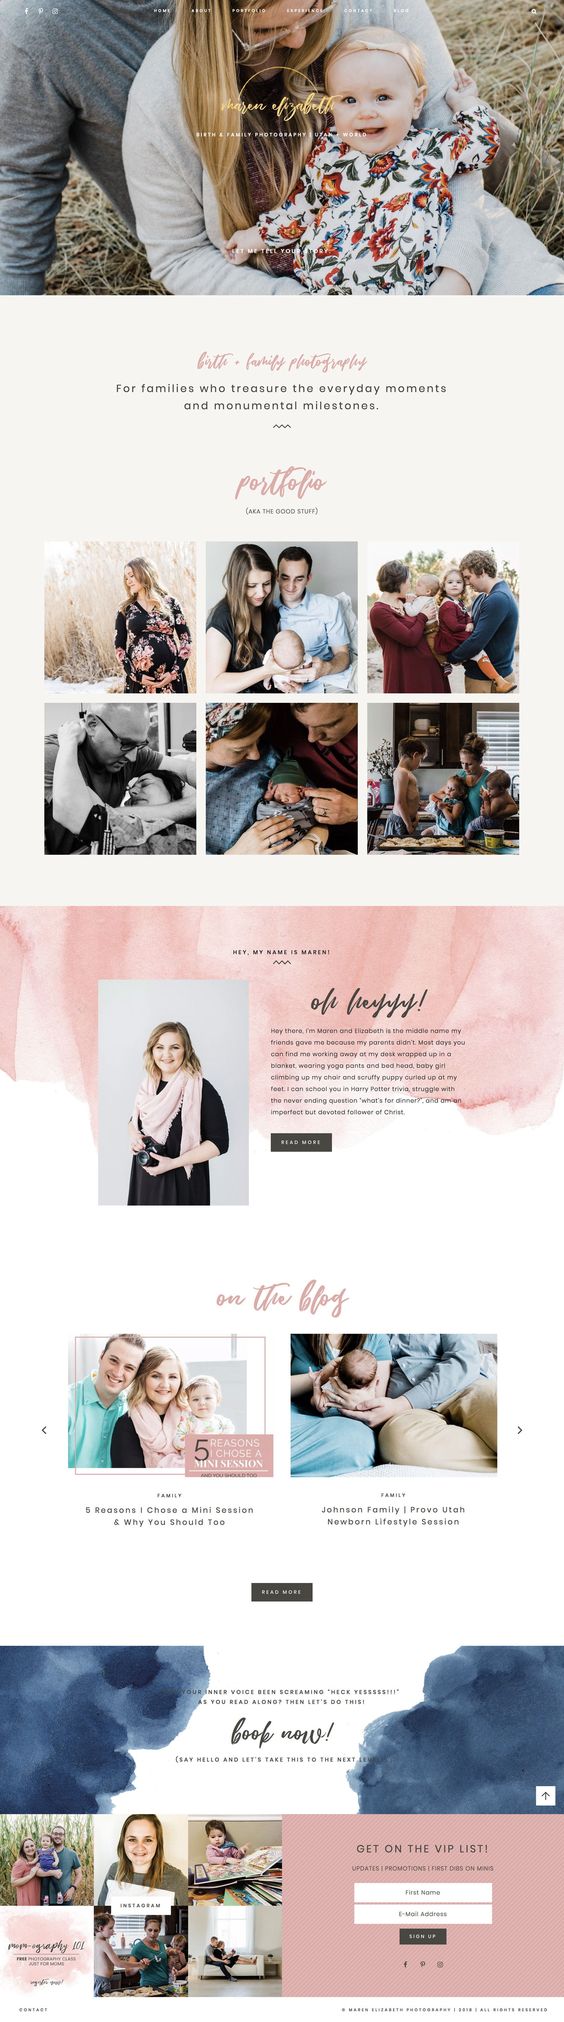 HOME ABOUT PORTFOLIO EXPERIENCE CONTACT BLOG
maren elizabeth
BIRTH & FAMILY PHOTOGRAPHY | UTAH + WORLD
LET ME TELL YOUR STORY
birth + family photography
For families who treasure the everyday moments
and monumental milestones.
portfolio
(AKA THE GOOD STUFF)
HEY, MY NAME IS MAREN!
oh heyyy!
Hey there, I'm Maren and Elizabeth is the middle name my
friends gave me because my parents didn't. Most days you
can find me working away at my desk wrapped up in a
blanket, wearing yoga pants and bed head, baby girl
climbing up my chair and scruffy puppy curled up at my
feet. I can school you in Harry Potter trivia, struggle with
the never ending question "what's for dinner?", and am an
imperfect but devoted follower of Christ.
READ MORE
on the blog
5 REASONS
I CHOSE A
MINI SESSION
AND YOU SHOULD TOO
FAMILY
5 Reasons I Chose a Mini Session
& Why You Should Too
FAMILY
Johnson Family | Provo Utah
Newborn Lifestyle Session
READ MORE
YOUR INNER VOICE BEEN SCREAMING "HECK YESSSSS!!!"
AS YOU READ ALONG? THEN LET'S DO THIS!
book now!
(SAY HELLO AND LET'S TAKE THIS TO THE NEXT
INSTAGRAM
mom-ography 101
FREE PHOTOGRAPHY CLASS
JUST FOR MOMS
register now!
GET ON THE VIP LIST!
UPDATES | PROMOTIONS | FIRST DIBS ON MINIS
First Name
E-Mail Address
SIGN UP
CONTACT
© MAREN ELIZABETH PHOTOGRAPHY | 2018 | ALL RIGHTS RESERVED